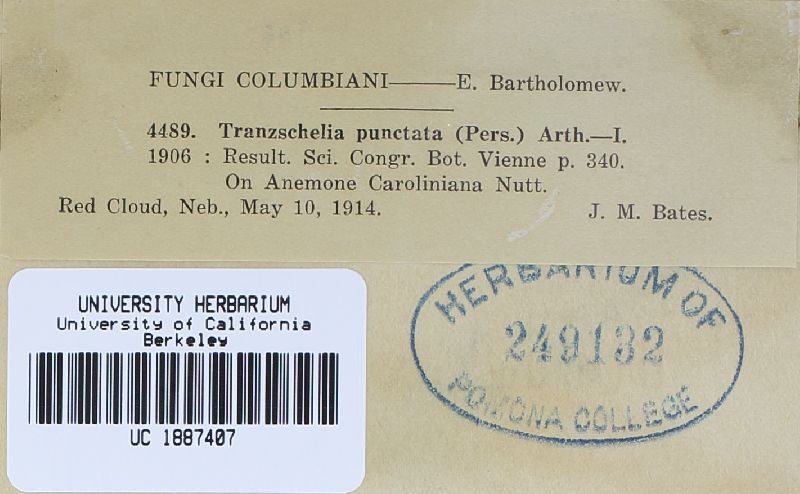 FUNGI COLUMBIANI——E. Bartholomew.
4489. Tranzschelia punctata (Pers.) Arth.—I.
1906 : Result. Sci. Congr. Bot. Vienne p. 340.
On Anemone Caroliniana Nutt.
Red Cloud, Neb., May 10, 1914. J. M. Bates.
UNIVERSITY HERBARIUM
University of California
Berkeley
UC 1887407
HERBARIUM OF
249132
POMONA COLLEGE